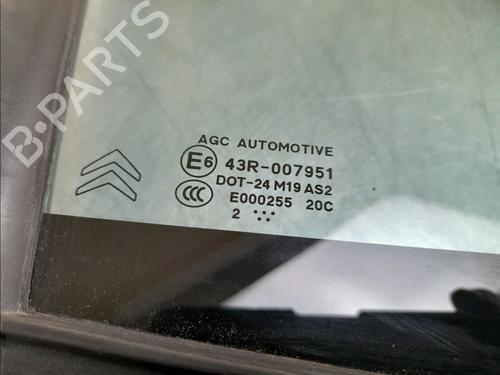 B-PARTS
AGC AUTOMOTIVE
E6 43R-007951
DOT-24 M19 AS2
CCC E000255 20C
2